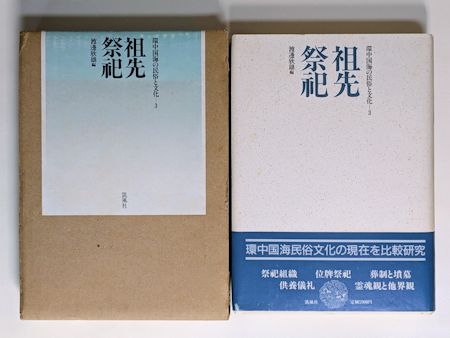 環中国海の民俗と文化―3
祖先
祭祀
渡邊欣雄編
凱風社
環中国海の民俗と文化―3
祖先
祭祀
渡邊欣雄編
環中国海民俗文化の現在を比較研究
祭祀組織 位牌祭祀 葬制と墳墓
供養儀礼 霊魂観と他界観
凱風社